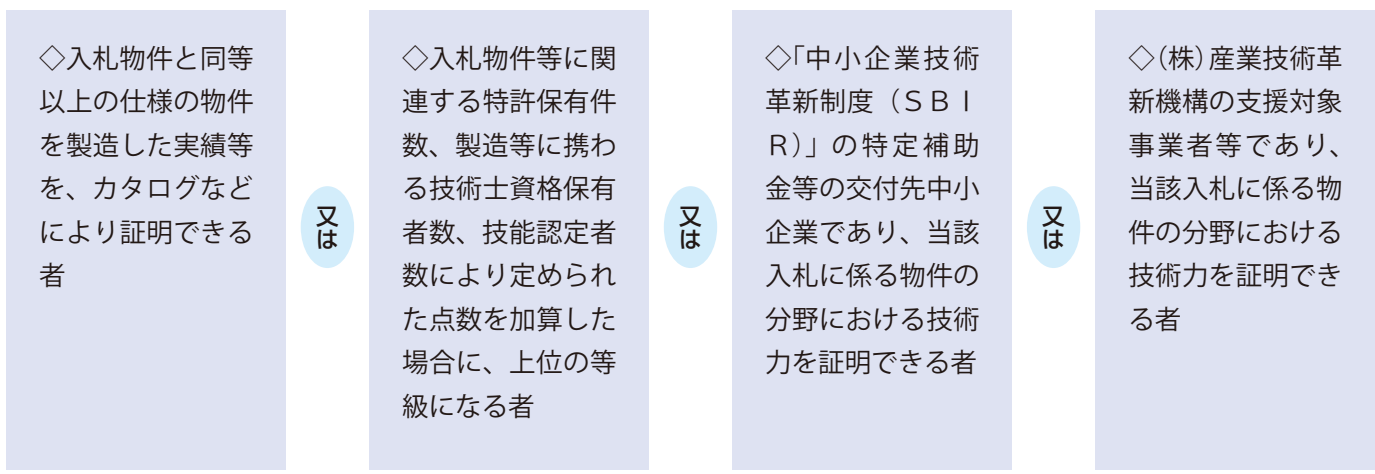 ◇入札物件と同等
以上の仕様の物件
を製造した実績等
を、カタログなど
により証明できる
者
又は
◇入札物件等に関
連する特許保有件
数、製造等に携わ
る技術士資格保有
者数、技能認定者
数により定められ
た点数を加算した
場合に、上位の等
級になる者
又は
◇「中小企業技術
革新制度（ＳＢＩ
Ｒ）」の特定補助
金等の交付先中小
企業であり、当該
入札に係る物件の
分野における技術
力を証明できる者
又は
◇（株）産業技術革
新機構の支援対象
事業者等であり、
当該入札に係る物
件の分野における
技術力を証明でき
る者